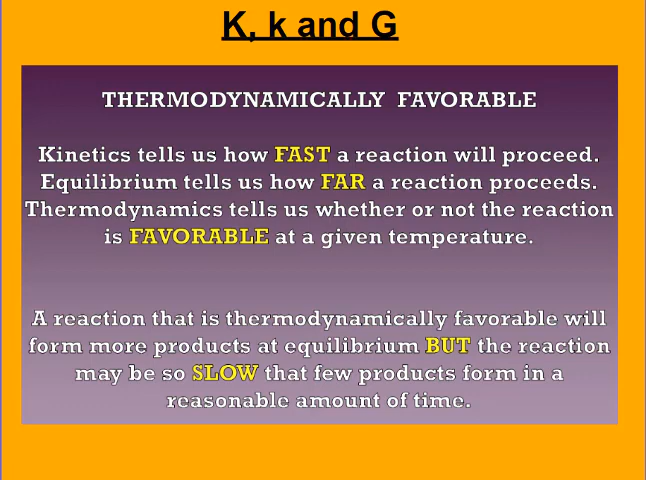 K, k and G
THERMODYNAMICALLY FAVORABLE
Kinetics tells us how FAST a reaction will proceed.
Equilibrium tells us how FAR a reaction proceeds.
Thermodynamics tells us whether or not the reaction
is FAVORABLE at a given temperature.
A reaction that is thermodynamically favorable will
form more products at equilibrium BUT the reaction
may be so SLOW that few products form in a
reasonable amount of time.